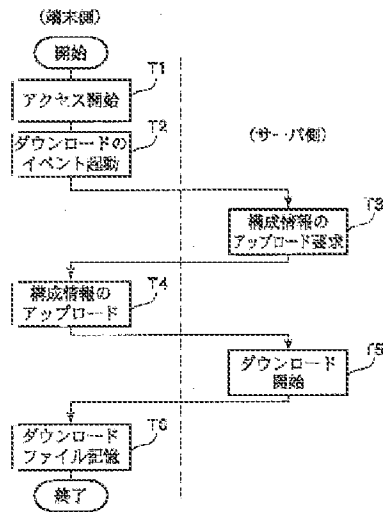 (端末側)
開始
T1
アクセス開始
T2
ダウンロードの
イベント起動
(サーバ側)
T3
構成情報の
アップロード要求
T4
構成情報の
アップロード
T5
ダウンロード
開始
T6
ダウンロード
ファイル記憶
終了